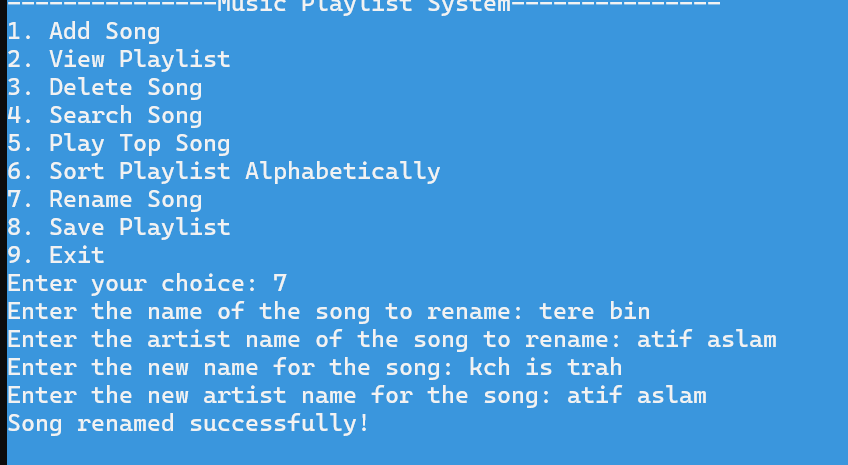 ---------------Music Playlist System---------------
1. Add Song
2. View Playlist
3. Delete Song
4. Search Song
5. Play Top Song
6. Sort Playlist Alphabetically
7. Rename Song
8. Save Playlist
9. Exit
Enter your choice: 7
Enter the name of the song to rename: tere bin
Enter the artist name of the song to rename: atif aslam
Enter the new name for the song: kch is trah
Enter the new artist name for the song: atif aslam
Song renamed successfully!